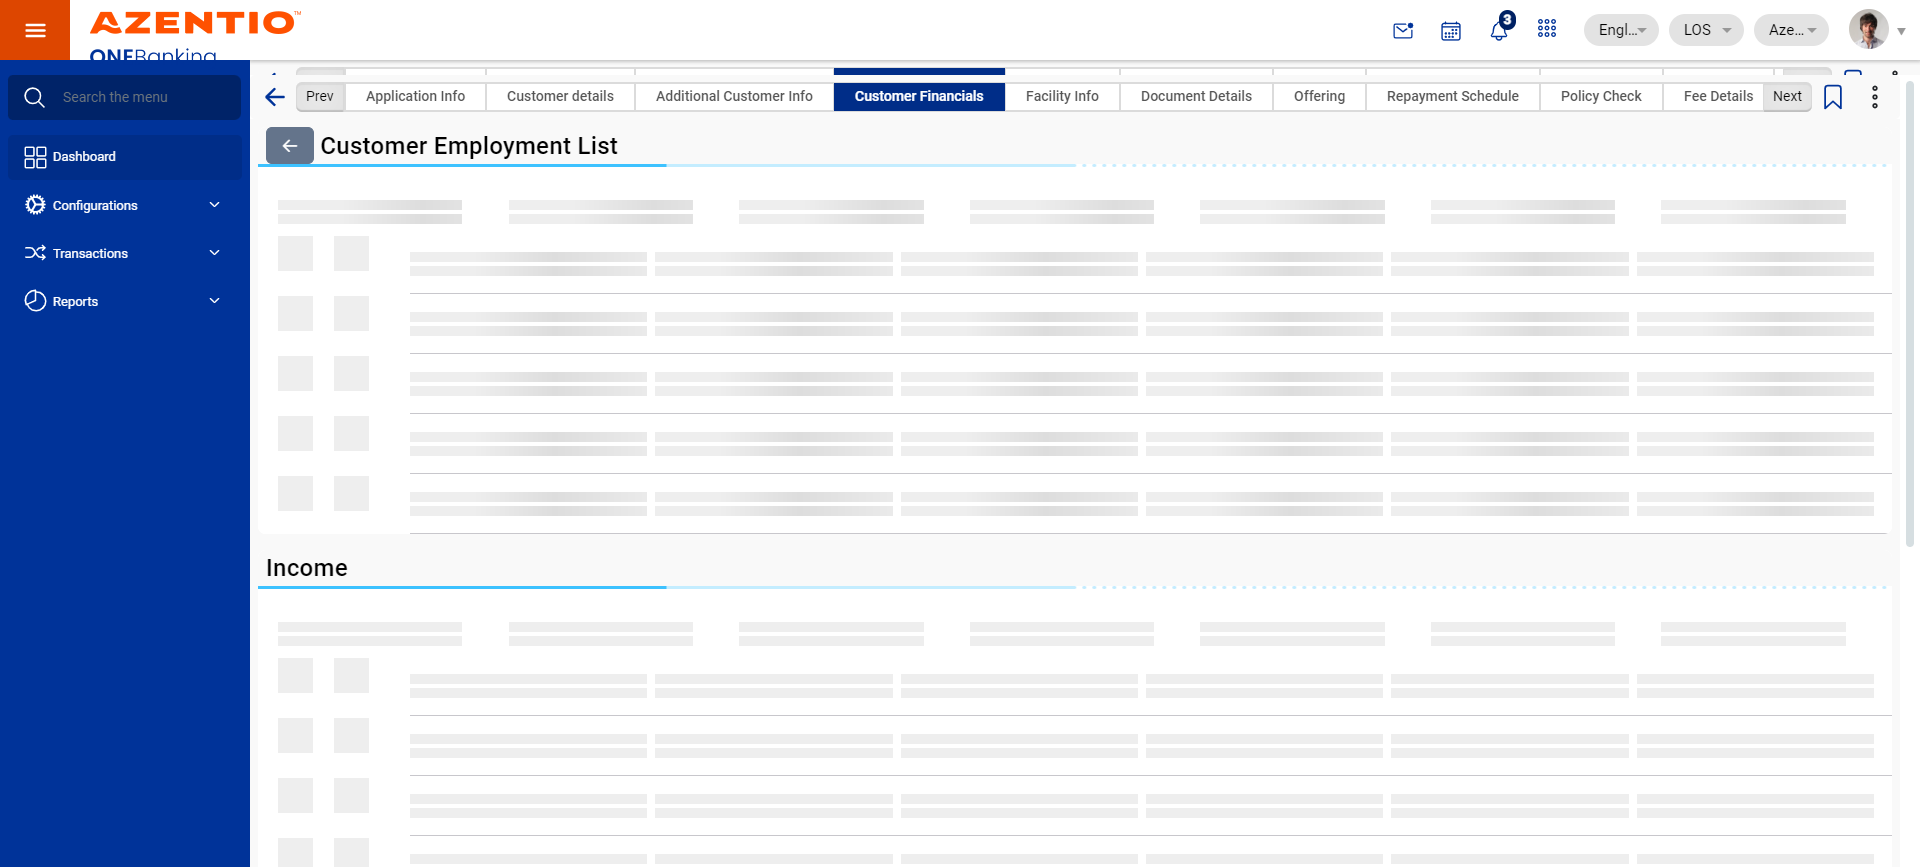 AZENTIO™
ONEBanking
3
Engl...
LOS
Aze...
Search the menu
Dashboard
Configurations
Transactions
Reports
Prev
Application Info
Customer details
Additional Customer Info
Customer Financials
Facility Info
Document Details
Offering
Repayment Schedule
Policy Check
Fee Details
Next
Customer Employment List
Income